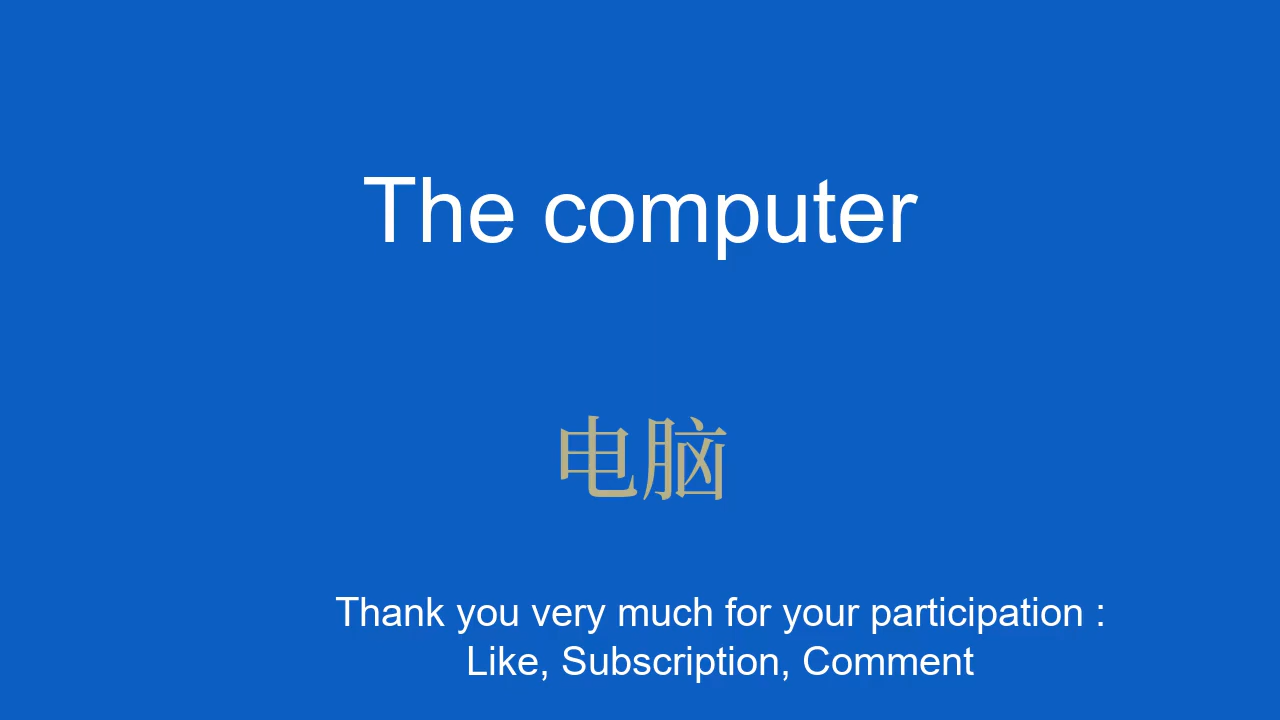 The computer
电脑
Thank you very much for your participation :
Like, Subscription, Comment